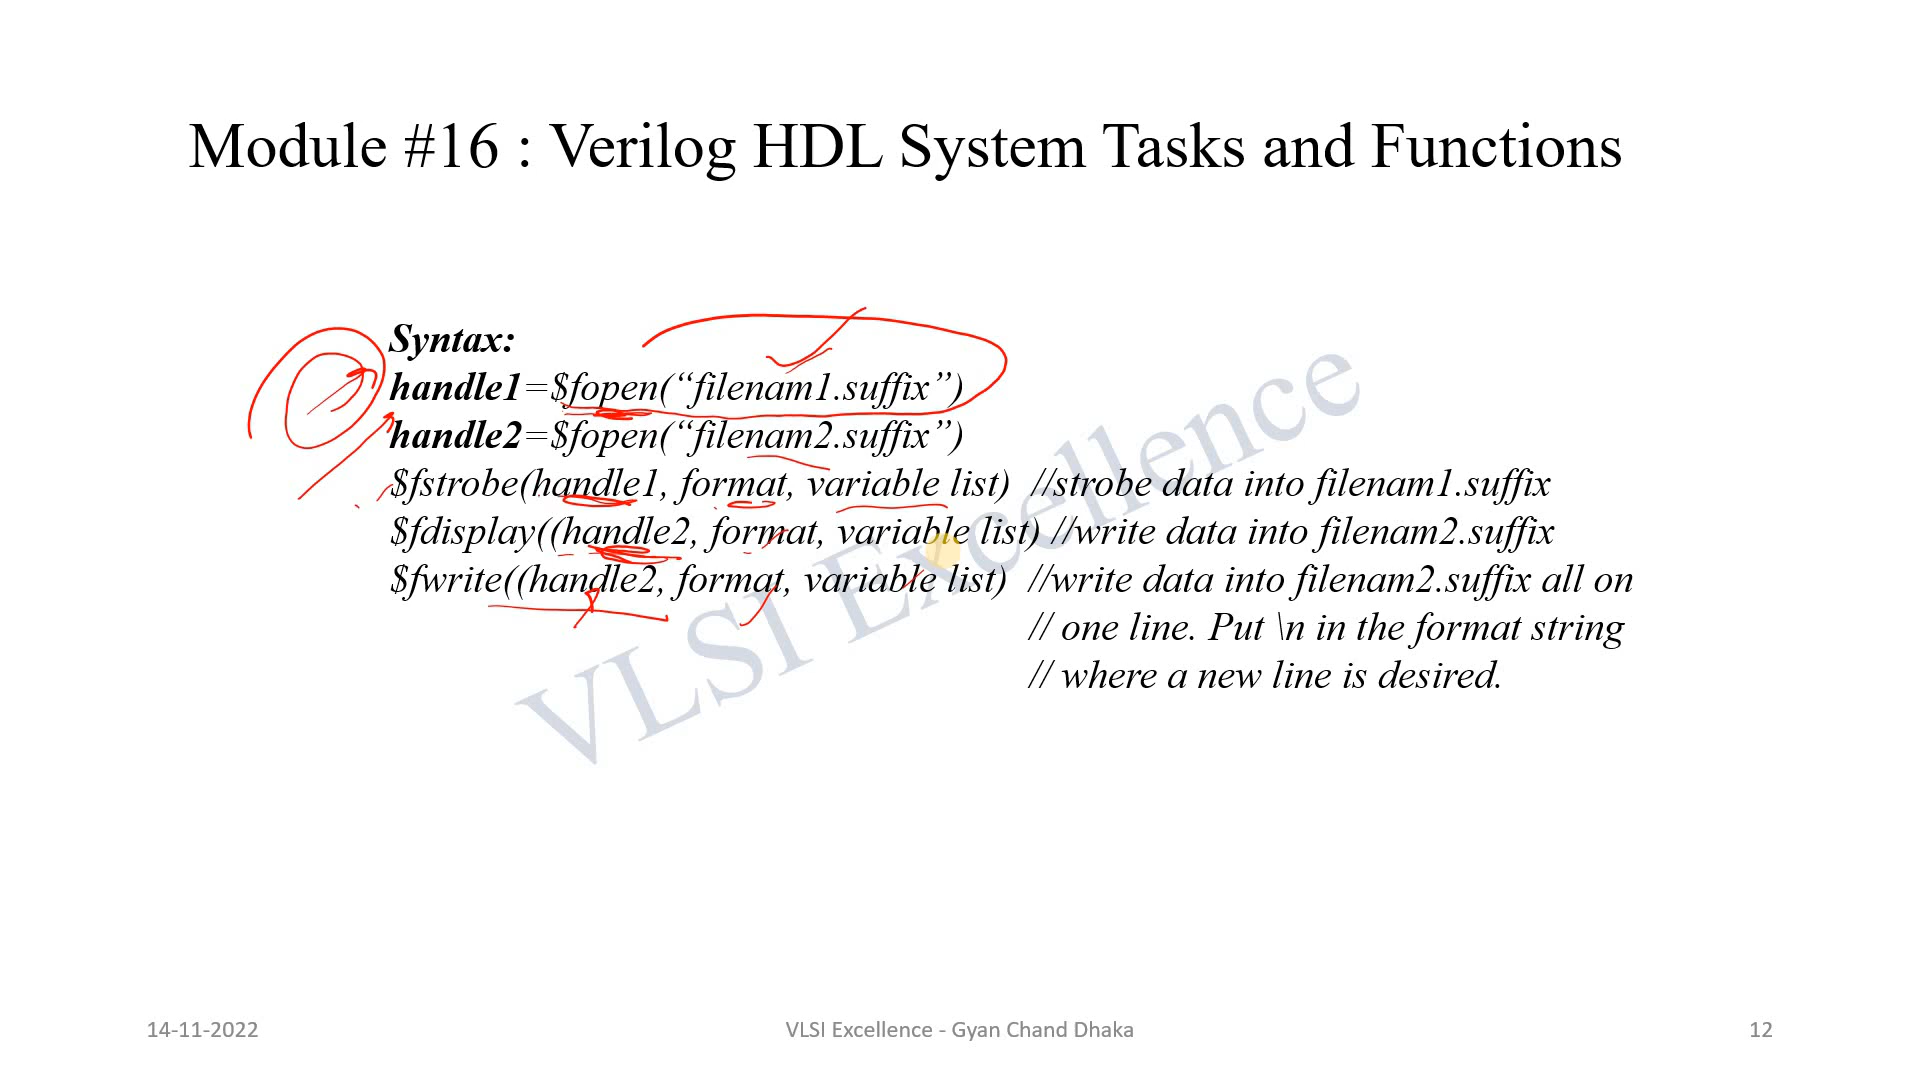 Module #16 : Verilog HDL System Tasks and Functions
Syntax:
handle1=$fopen(“filenam1.suffix”)
handle2=$fopen(“filenam2.suffix”)
$fstrobe(handle1, format, variable list) //strobe data into filenam1.suffix
$fdisplay((handle2, format, variable list) //write data into filenam2.suffix
$fwrite((handle2, format, variable list) //write data into filenam2.suffix all on
// one line. Put \n in the format string
// where a new line is desired.
VLSI Excellence
14-11-2022
VLSI Excellence - Gyan Chand Dhaka
12